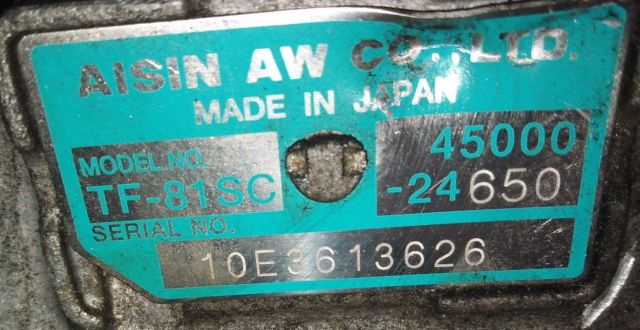 AISIN AW CO., LTD.
MADE IN JAPAN
MODEL NO.
TF-81SC
45000
-24650
SERIAL NO.
10E3613626